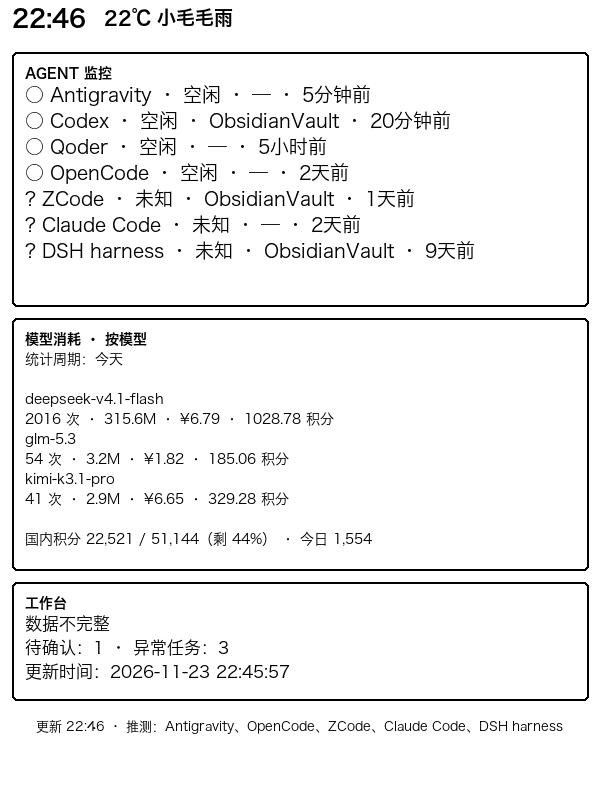 22:46 22℃ 小毛毛雨
AGENT 监控
○ Antigravity · 空闲 · — · 5分钟前
○ Codex · 空闲 · ObsidianVault · 20分钟前
○ Qoder · 空闲 · — · 5小时前
○ OpenCode · 空闲 · — · 2天前
? ZCode · 未知 · ObsidianVault · 1天前
? Claude Code · 未知 · — · 2天前
? DSH harness · 未知 · ObsidianVault · 9天前
模型消耗 · 按模型
统计周期：今天
deepseek-v4.1-flash
2016 次 · 315.6M · ¥6.79 · 1028.78 积分
glm-5.3
54 次 · 3.2M · ¥1.82 · 185.06 积分
kimi-k3.1-pro
41 次 · 2.9M · ¥6.65 · 329.28 积分
国内积分 22,521 / 51,144（剩 44%） · 今日 1,554
工作台
数据不完整
待确认：1 · 异常任务：3
更新时间：2026-11-23 22:45:57
更新 22:46 · 推测：Antigravity、OpenCode、ZCode、Claude Code、DSH harness